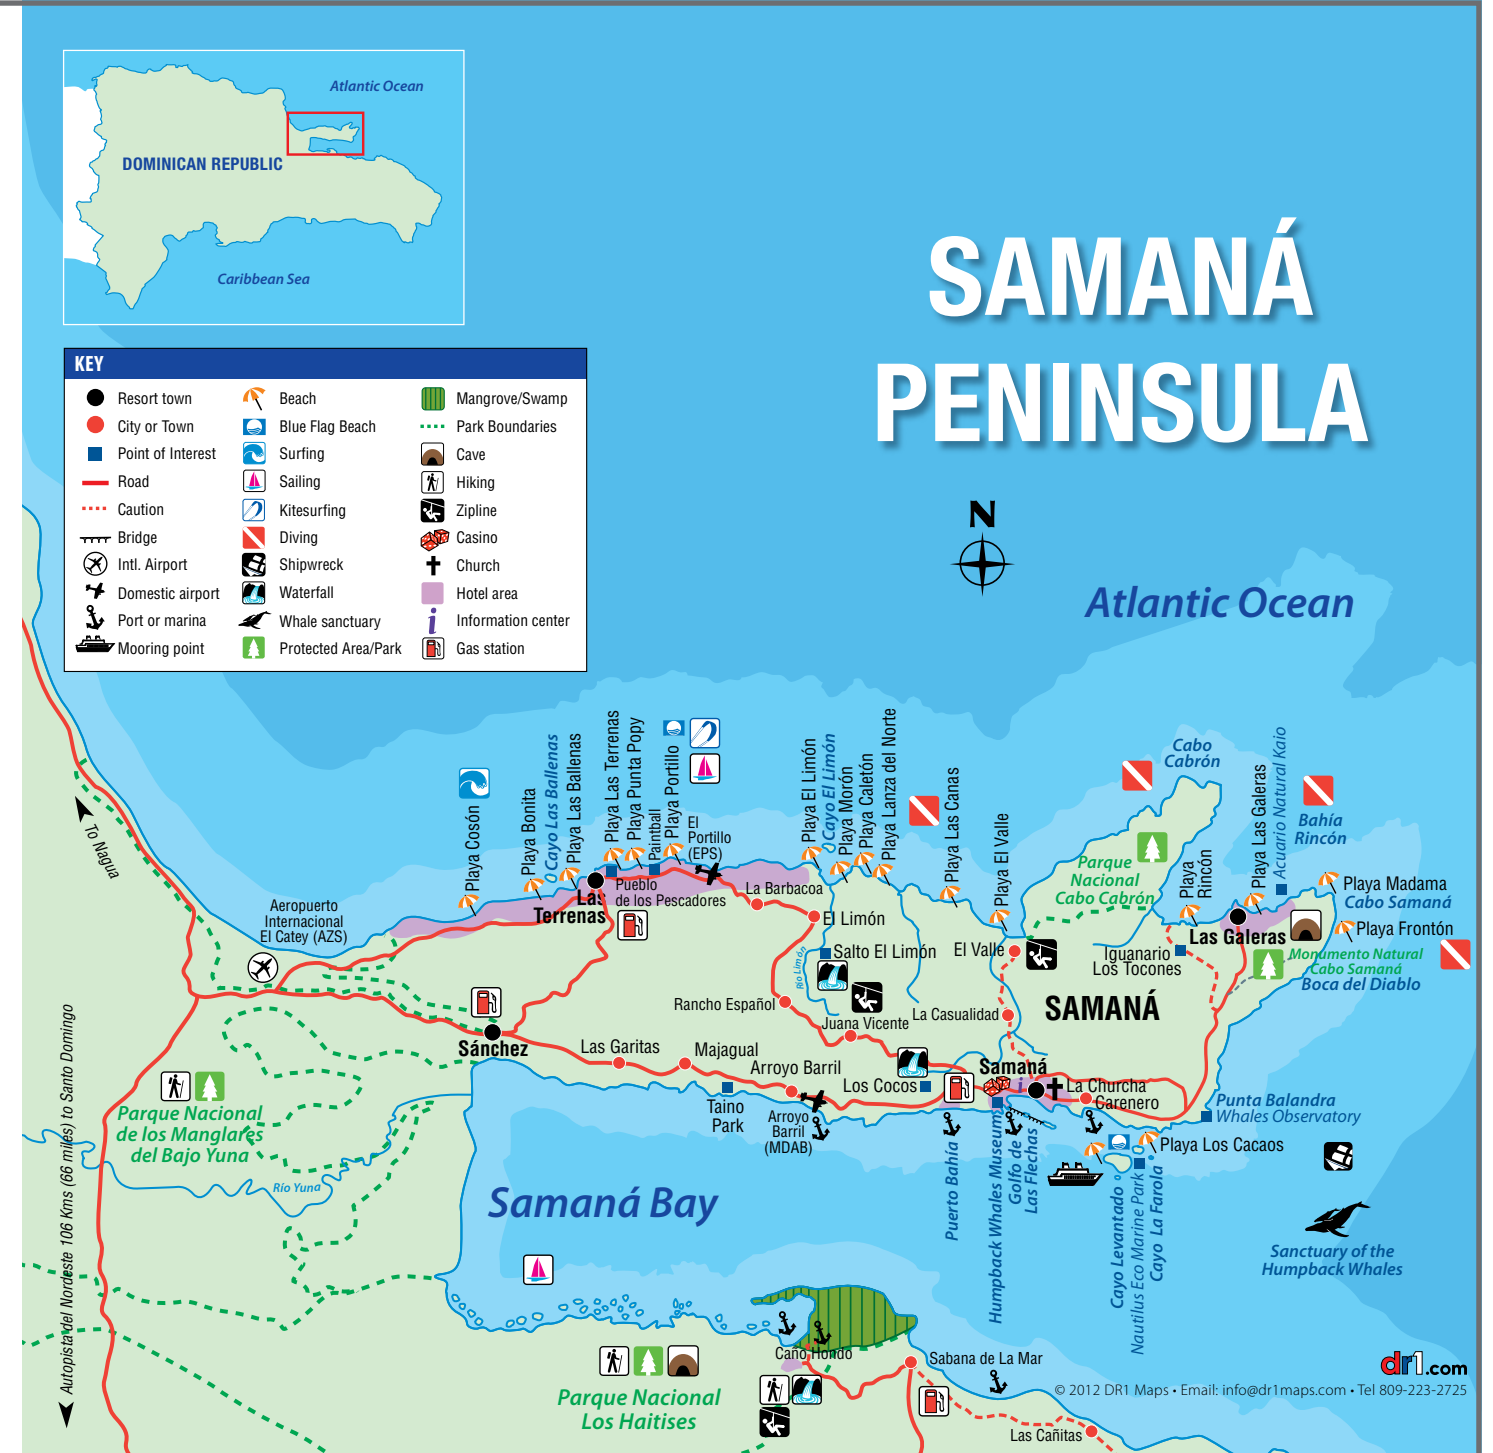 Atlantic Ocean
DOMINICAN REPUBLIC
Caribbean Sea
SAMANÁ
PENINSULA
KEY
Resort town
City or Town
Point of Interest
Road
Caution
Bridge
Intl. Airport
Domestic airport
Port or marina
Mooring point
Beach
Blue Flag Beach
Surfing
Sailing
Kitesurfing
Diving
Shipwreck
Waterfall
Whale sanctuary
Protected Area/Park
Mangrove/Swamp
Park Boundaries
Cave
Hiking
Zipline
Casino
Church
Hotel area
Information center
Gas station
N
Atlantic Ocean
To Nagua
Aeropuerto
Internacional
El Catey (AZS)
Playa Cosón
Playa Bonita
Cayo Las Ballenas
Playa Las Ballenas
Playa Las Terrenas
Playa Punta Popy
Paintball
Playa Portillo
El
Portillo
(EPS)
Las
Terrenas
Pueblo
de los Pescadores
La Barbacoa
Playa El Limón
Cayo El Limón
Playa Morón
Playa Caletón
Playa Lanza del Norte
Playa Las Canas
Playa El Valle
Cabo
Cabrón
Parque
Nacional
Cabo Cabrón
Playa
Rincón
Playa Las Galeras
Acuario Natural Kaio
Bahía
Rincón
Playa Madama
Cabo Samaná
Playa Frontón
Las Galeras
Monumento Natural
Cabo Samaná
Boca del Diablo
Iguanario
Los Tocones
El Limón
Salto El Limón
Río Limón
El Valle
SAMANÁ
Rancho Español
Juana Vicente
La Casualidad
Sánchez
Las Garitas
Majagual
Arroyo Barril
Los Cocos
Samaná
i
La Churcha
Carenero
Taino
Park
Arroyo
Barril
(MDAB)
Punta Balandra
Whales Observatory
Playa Los Cacaos
Parque Nacional
de los Manglares
del Bajo Yuna
Río Yuna
Samaná Bay
Puerto Bahía
Humpback Whales Museum
Golfo de
Las Flechas
Cayo Levantado
Nautilus Eco Marine Park
Cayo La Farola
Sanctuary of the
Humpback Whales
Autopista del Nordeste 106 Kms (66 miles) to Santo Domingo
Caño Hondo
Sabana de La Mar
Parque Nacional
Los Haitises
Las Cañitas
dr1.com
© 2012 DR1 Maps • Email: info@dr1maps.com • Tel 809-223-2725